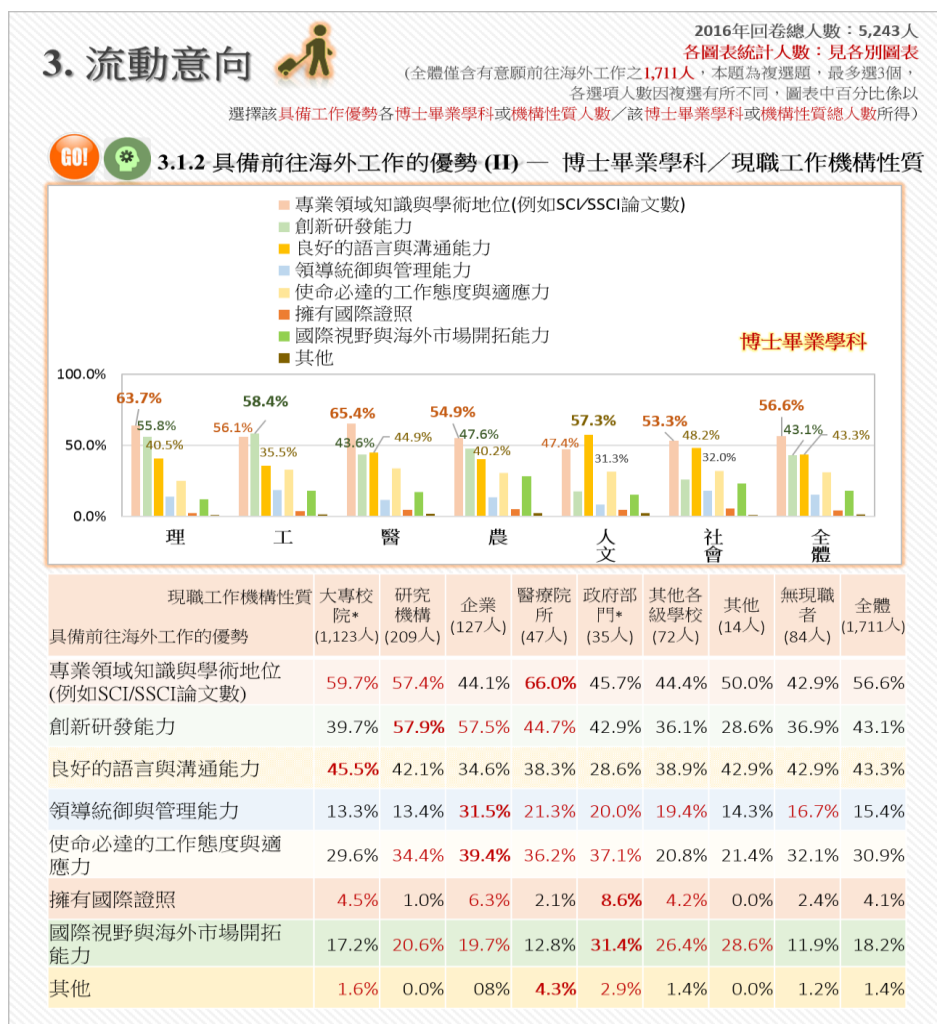 2016年回卷總人數：5,243人
3. 流動意向
各圖表統計人數：見各別圖表
(全體僅含有意願前往海外工作之1,711人，本題為複選題，最多選3個，
各選項人數因複選有所不同，圖表中百分比係以
選擇該具備工作優勢各博士畢業學科或機構性質人數／該博士畢業學科或機構性質總人數所得)
GO!
3.1.2 具備前往海外工作的優勢 (II) — 博士畢業學科／現職工作機構性質
專業領域知識與學術地位(例如SCI/SSCI論文數)
創新研發能力
良好的語言與溝通能力
領導統御與管理能力
使命必達的工作態度與適應力
擁有國際證照
國際視野與海外市場開拓能力
其他
博士畢業學科
100.0%
50.0%
0.0%
63.7% 55.8% 40.5%
56.1% 58.4% 35.5%
65.4% 43.6% 44.9%
54.9% 47.6% 40.2%
47.4% 57.3% 31.3%
53.3% 48.2% 32.0%
56.6% 43.1% 43.3%
理 工 醫 農 人文 社會 全體
現職工作機構性質
具備前往海外工作的優勢
大專校院* (1,123人)
研究機構 (209人)
企業 (127人)
醫療院所 (47人)
政府部門* (35人)
其他各級學校 (72人)
其他 (14人)
無現職者 (84人)
全體 (1,711人)
專業領域知識與學術地位
(例如SCI/SSCI論文數) 59.7% 57.4% 44.1% 66.0% 45.7% 44.4% 50.0% 42.9% 56.6%
創新研發能力 39.7% 57.9% 57.5% 44.7% 42.9% 36.1% 28.6% 36.9% 43.1%
良好的語言與溝通能力 45.5% 42.1% 34.6% 38.3% 28.6% 38.9% 42.9% 42.9% 43.3%
領導統御與管理能力 13.3% 13.4% 31.5% 21.3% 20.0% 19.4% 14.3% 16.7% 15.4%
使命必達的工作態度與適
應力 29.6% 34.4% 39.4% 36.2% 37.1% 20.8% 21.4% 32.1% 30.9%
擁有國際證照 4.5% 1.0% 6.3% 2.1% 8.6% 4.2% 0.0% 2.4% 4.1%
國際視野與海外市場開拓
能力 17.2% 20.6% 19.7% 12.8% 31.4% 26.4% 28.6% 11.9% 18.2%
其他 1.6% 0.0% 08% 4.3% 2.9% 1.4% 0.0% 1.2% 1.4%